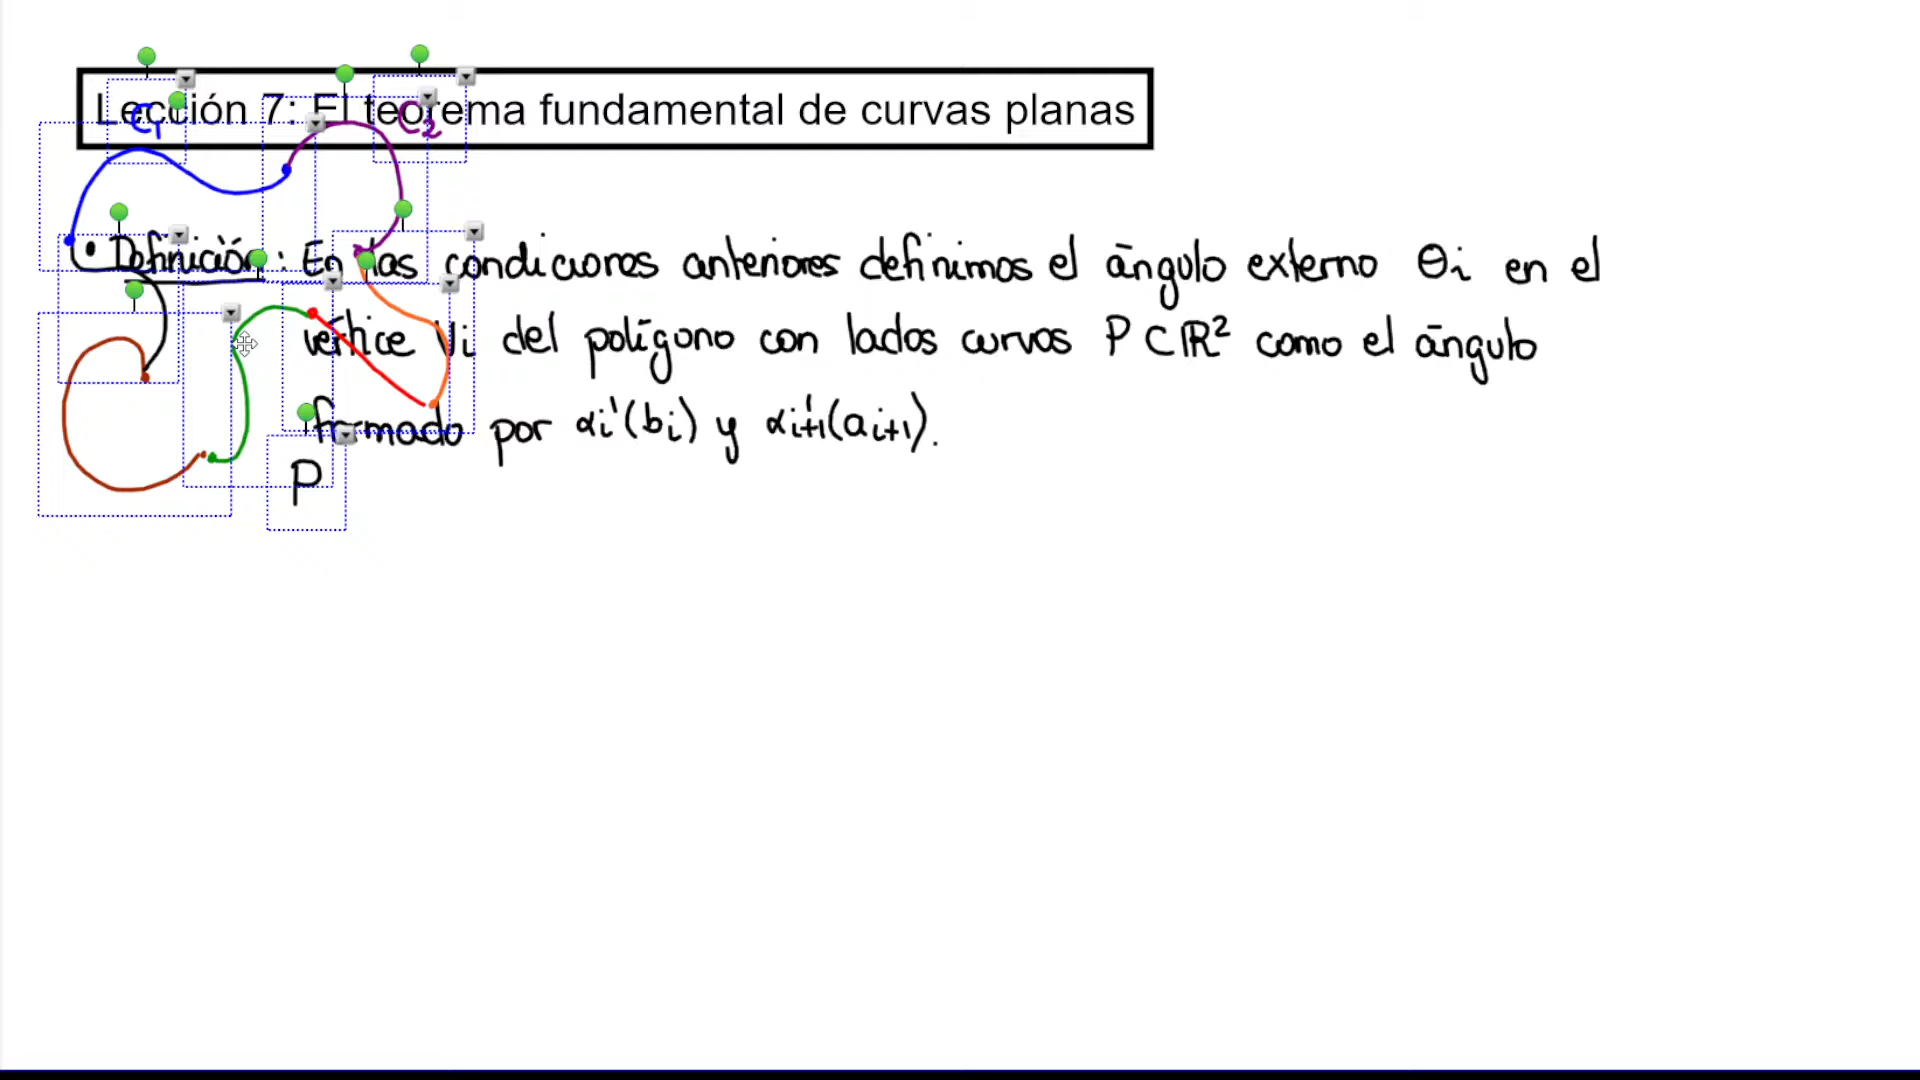 Lección 7: El teorema fundamental de curvas planas
C₁
C₂
• Definición: En las condiciones anteriores definimos el ángulo externo θi en el
vértice Vi del polígono con lados curvos P ⊂ ℝ² como el ángulo
formado por αi'(bi) y αi+1'(ai+1).
P